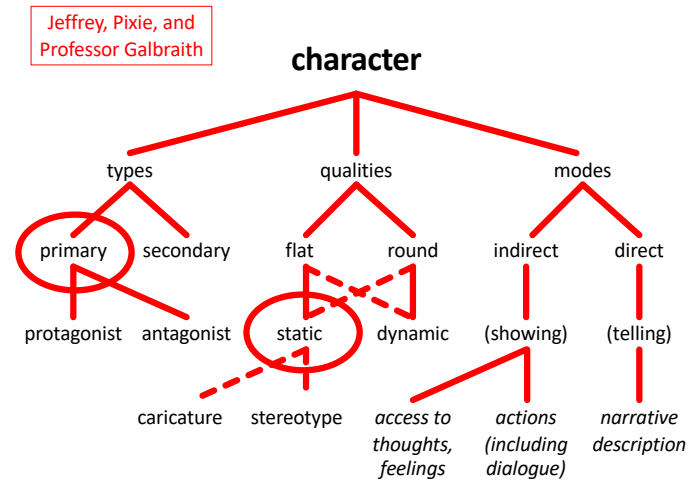 Jeffrey, Pixie, and
Professor Galbraith
character
types
qualities
modes
primary
secondary
flat
round
indirect
direct
protagonist
antagonist
static
dynamic
(showing)
(telling)
caricature
stereotype
access to
thoughts,
feelings
actions
(including
dialogue)
narrative
description